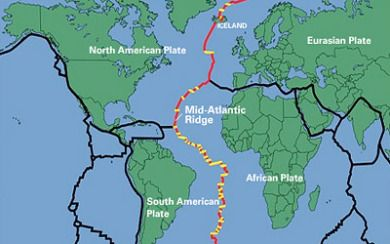 ICELAND
North American Plate
Eurasian Plate
Mid-Atlantic
Ridge
African Plate
South American
Plate